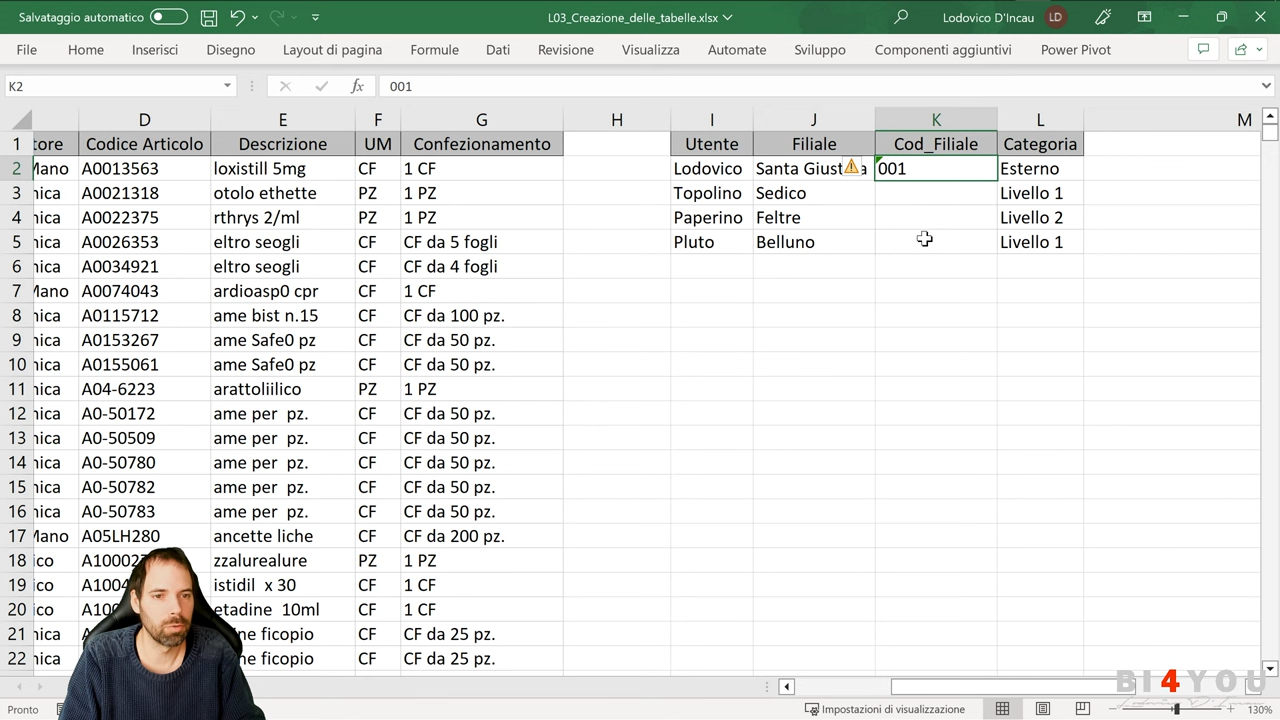 Salvataggio automatico L03_Creazione_delle_tabelle.xlsx Lodovico D'Incau LD
File Home Inserisci Disegno Layout di pagina Formule Dati Revisione Visualizza Automate Sviluppo Componenti aggiuntivi Power Pivot
K2 fx 001
D E F G H I J K L M
1 tore Codice Articolo Descrizione UM Confezionamento Utente Filiale Cod_Filiale Categoria
2 Mano A0013563 loxistill 5mg CF 1 CF Lodovico Santa Giust a 001 Esterno
3 nica A0021318 otolo ethette PZ 1 PZ Topolino Sedico Livello 1
4 nica A0022375 rthrys 2/ml PZ 1 PZ Paperino Feltre Livello 2
5 nica A0026353 eltro seogli CF CF da 5 fogli Pluto Belluno Livello 1
6 nica A0034921 eltro seogli CF CF da 4 fogli
7 Mano A0074043 ardioasp0 cpr CF 1 CF
8 nica A0115712 ame bist n.15 CF CF da 100 pz.
9 nica A0153267 ame Safe0 pz CF CF da 50 pz.
10 nica A0155061 ame Safe0 pz CF CF da 50 pz.
11 nica A04-6223 arattoliilico PZ 1 PZ
12 nica A0-50172 ame per pz. CF CF da 50 pz.
13 nica A0-50509 ame per pz. CF CF da 50 pz.
14 nica A0-50780 ame per pz. CF CF da 50 pz.
15 nica A0-50782 ame per pz. CF CF da 50 pz.
16 nica A0-50783 ame per pz. CF CF da 50 pz.
17 Mano A05LH280 ancette liche CF CF da 200 pz.
18 ico A10002 zzalurealure PZ 1 PZ
19 ico A1004 istidil x 30 CF 1 CF
20 ico A100 etadine 10ml CF 1 CF
21 nica ine ficopio CF CF da 25 pz.
22 nica ne ficopio CF CF da 25 pz.
BI4YOU
Pronto Impostazioni di visualizzazione 130%